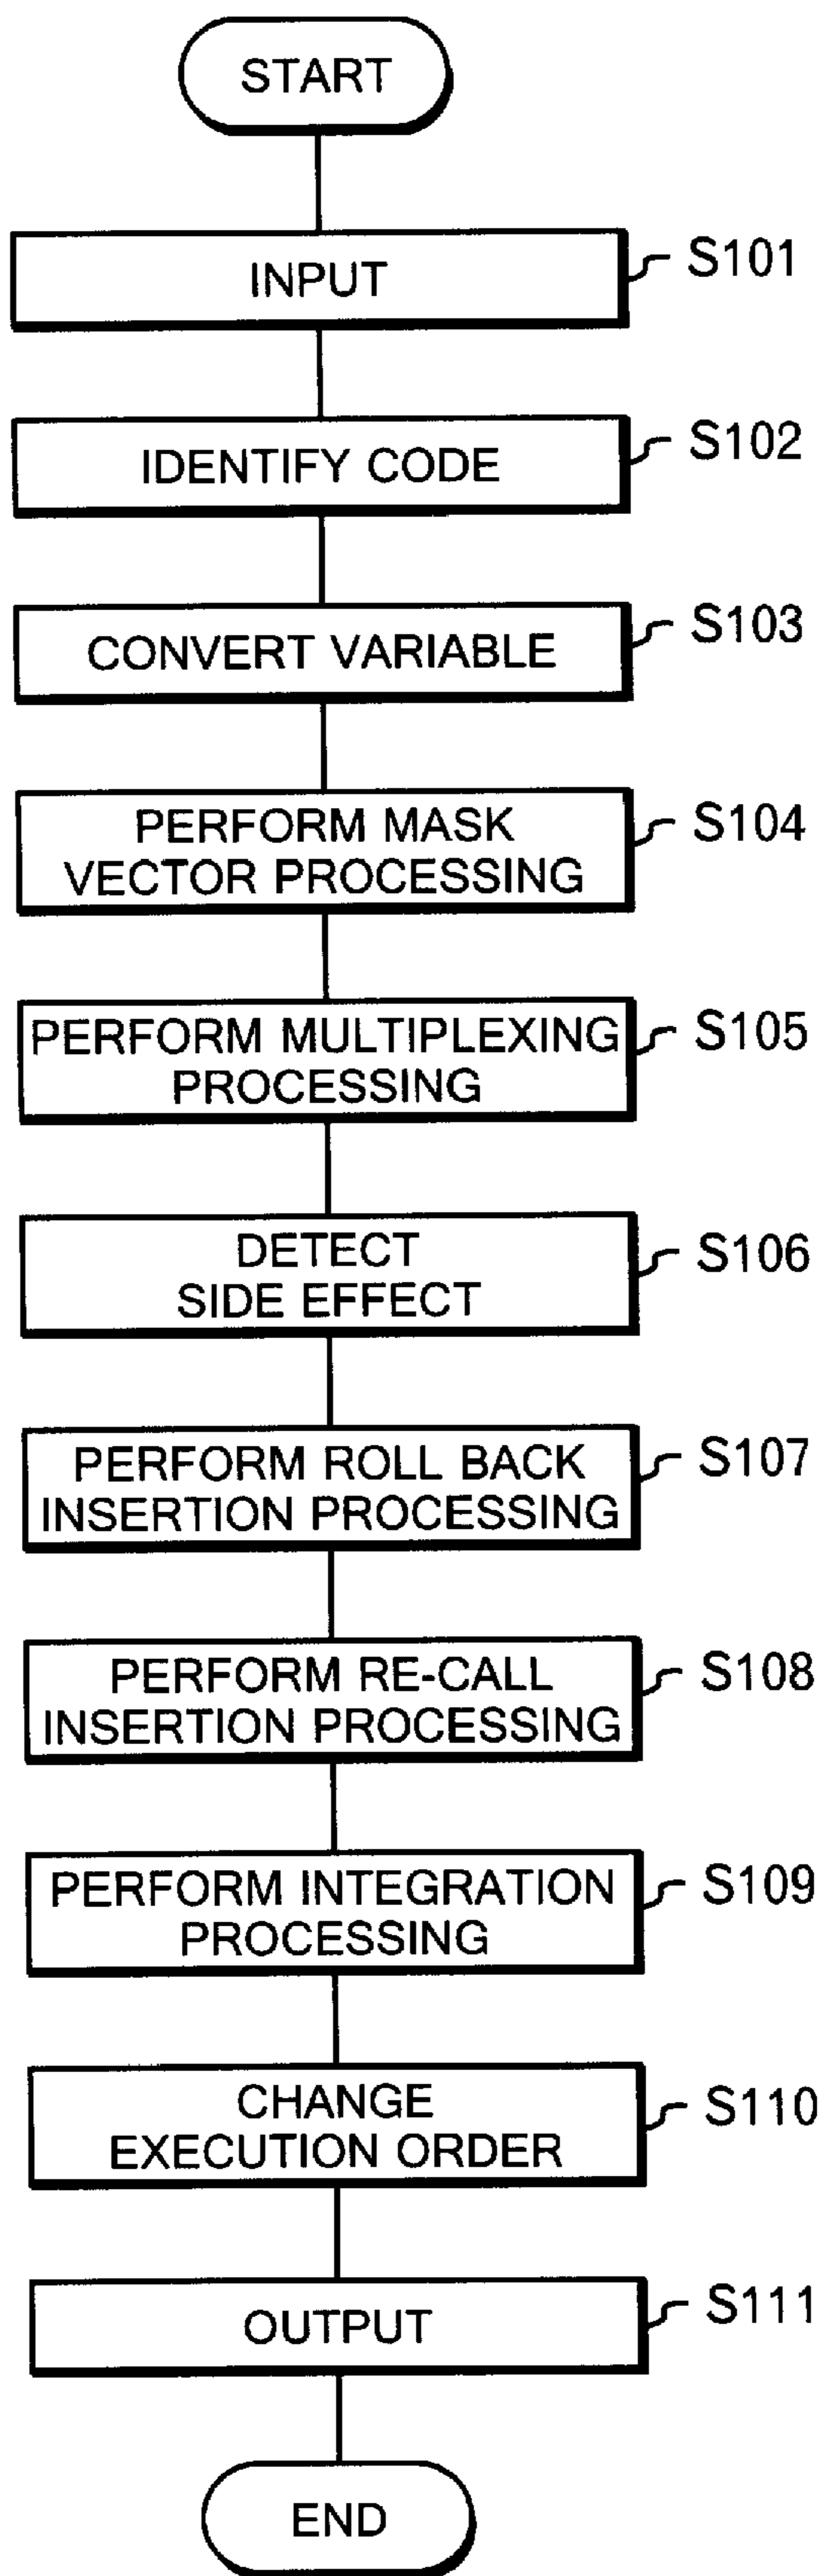 START
INPUT
S101
IDENTIFY CODE
S102
CONVERT VARIABLE
S103
PERFORM MASK
VECTOR PROCESSING
S104
PERFORM MULTIPLEXING
PROCESSING
S105
DETECT
SIDE EFFECT
S106
PERFORM ROLL BACK
INSERTION PROCESSING
S107
PERFORM RE-CALL
INSERTION PROCESSING
S108
PERFORM INTEGRATION
PROCESSING
S109
CHANGE
EXECUTION ORDER
S110
OUTPUT
S111
END